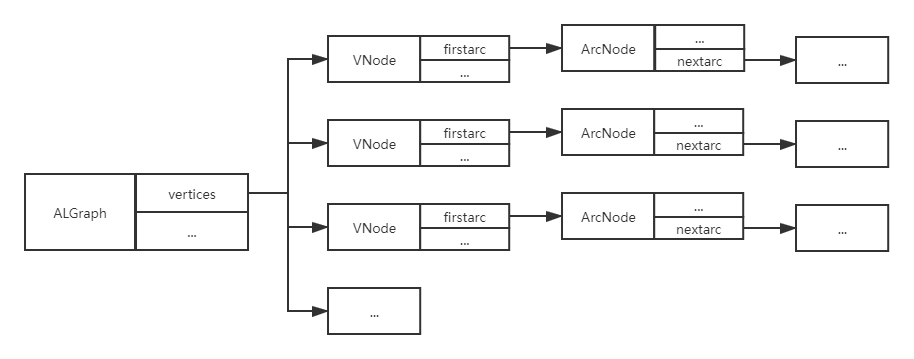 firstarc
VNode
...
...
ArcNode
nextarc
...
firstarc
VNode
...
...
ArcNode
nextarc
...
ALGraph
vertices
...
firstarc
VNode
...
...
ArcNode
nextarc
...
...